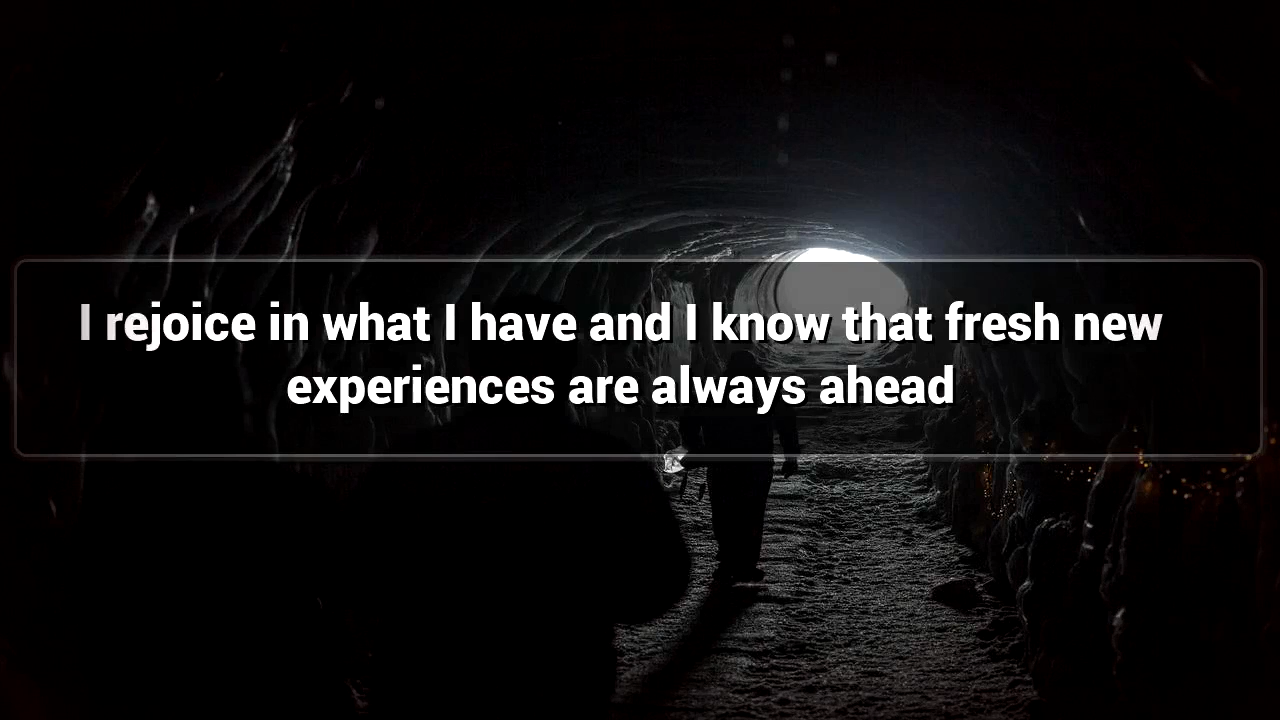 I rejoice in what I have and I know that fresh new
experiences are always ahead